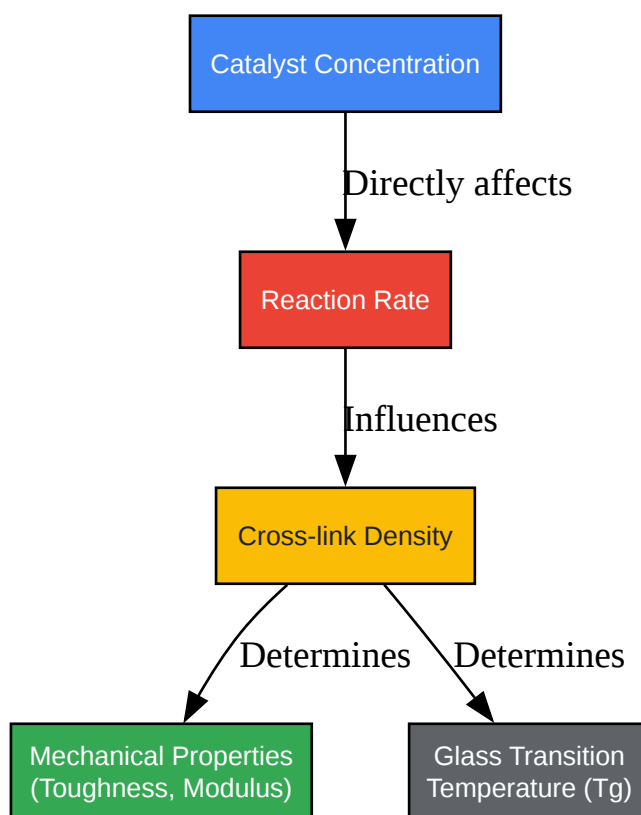 Catalyst Concentration
Directly affects
Reaction Rate
Influences
Cross-link Density
Determines
Determines
Mechanical Properties
(Toughness, Modulus)
Glass Transition
Temperature (Tg)